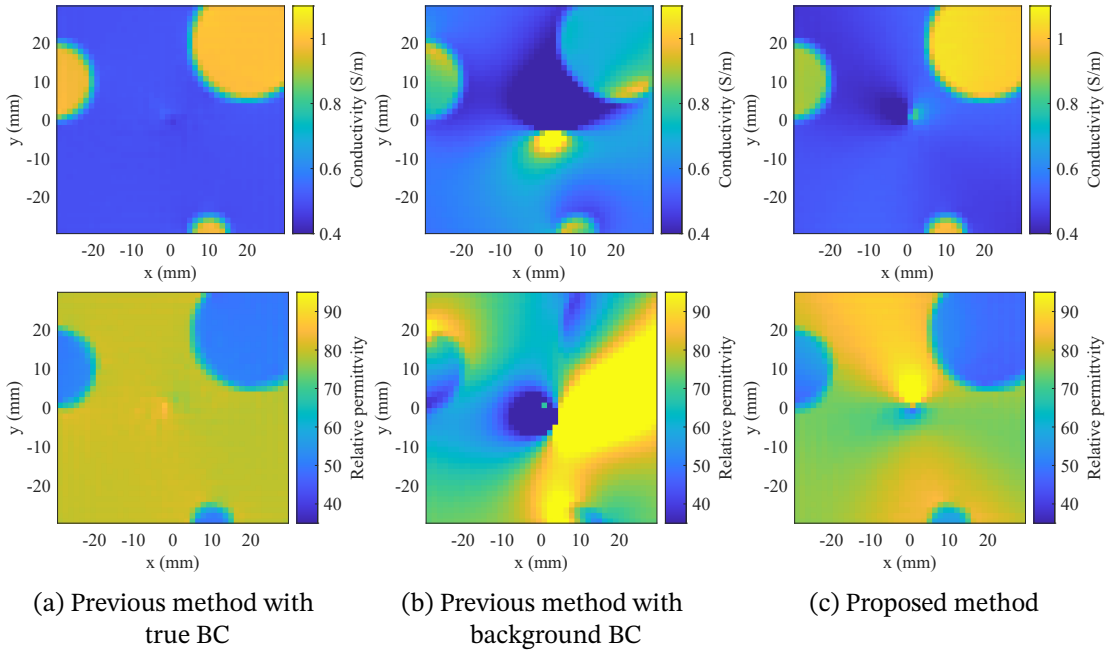 20
10
0
-10
-20
y (mm)
-20 -10 0 10 20
x (mm)
1
0.8
0.6
0.4
Conductivity (S/m)
20
10
0
-10
-20
y (mm)
-20 -10 0 10 20
x (mm)
1
0.8
0.6
0.4
Conductivity (S/m)
20
10
0
-10
-20
y (mm)
-20 -10 0 10 20
x (mm)
1
0.8
0.6
0.4
Conductivity (S/m)
20
10
0
-10
-20
y (mm)
-20 -10 0 10 20
x (mm)
90
80
70
60
50
40
Relative permittvity
20
10
0
-10
-20
y (mm)
-20 -10 0 10 20
x (mm)
90
80
70
60
50
40
Relative permittvity
20
10
0
-10
-20
y (mm)
-20 -10 0 10 20
x (mm)
90
80
70
60
50
40
Relative permittvity
(a) Previous method with
true BC
(b) Previous method with
background BC
(c) Proposed method